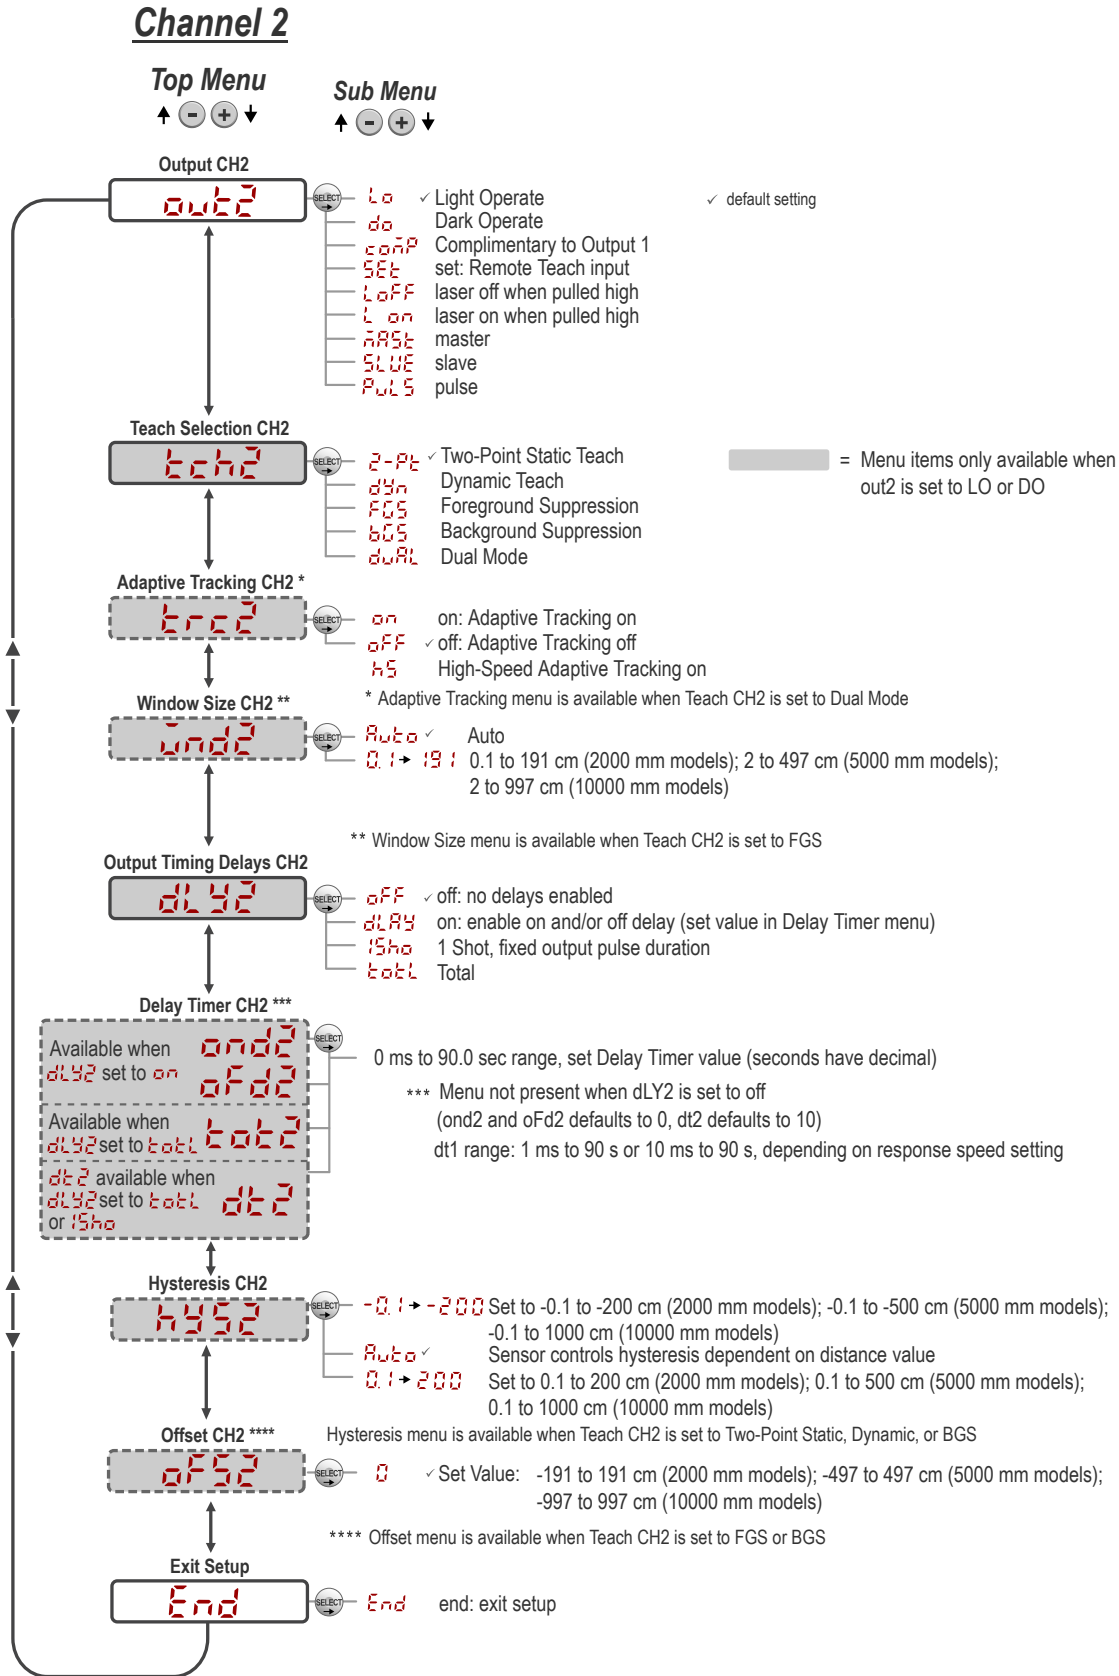 Channel 2
Top Menu
Sub Menu
- +
- +
Output CH2
out2
SELECT
Lo ✓ Light Operate
✓ default setting
do Dark Operate
comP Complimentary to Output 1
SEt set: Remote Teach input
LoFF laser off when pulled high
L on laser on when pulled high
mASt master
SLUE slave
PuLS pulse
Teach Selection CH2
tch2
SELECT
2-Pt ✓ Two-Point Static Teach
dYn Dynamic Teach
FGS Foreground Suppression
bGS Background Suppression
duAL Dual Mode
= Menu items only available when
out2 is set to LO or DO
Adaptive Tracking CH2 *
trc2
SELECT
on on: Adaptive Tracking on
oFF ✓ off: Adaptive Tracking off
hS High-Speed Adaptive Tracking on
* Adaptive Tracking menu is available when Teach CH2 is set to Dual Mode
Window Size CH2 **
wnd2
SELECT
Auto ✓ Auto
0.1 → 191 0.1 to 191 cm (2000 mm models); 2 to 497 cm (5000 mm models);
2 to 997 cm (10000 mm models)
** Window Size menu is available when Teach CH2 is set to FGS
Output Timing Delays CH2
dLY2
SELECT
oFF ✓ off: no delays enabled
dLAY on: enable on and/or off delay (set value in Delay Timer menu)
1Sho 1 Shot, fixed output pulse duration
totL Total
Delay Timer CH2 ***
Available when
dLY2 set to on
ond2
oFd2
SELECT
0 ms to 90.0 sec range, set Delay Timer value (seconds have decimal)
*** Menu not present when dLY2 is set to off
(ond2 and oFd2 defaults to 0, dt2 defaults to 10)
dt1 range: 1 ms to 90 s or 10 ms to 90 s, depending on response speed setting
Available when
dLY2 set to totL
tot2
dt2 available when
dLY2 set to totL
or 1Sho
dt2
Hysteresis CH2
hYS2
SELECT
-0.1 → -200 Set to -0.1 to -200 cm (2000 mm models); -0.1 to -500 cm (5000 mm models);
-0.1 to 1000 cm (10000 mm models)
Auto ✓ Sensor controls hysteresis dependent on distance value
0.1 → 200 Set to 0.1 to 200 cm (2000 mm models); 0.1 to 500 cm (5000 mm models);
0.1 to 1000 cm (10000 mm models)
Hysteresis menu is available when Teach CH2 is set to Two-Point Static, Dynamic, or BGS
Offset CH2 ****
oFS2
SELECT
0 ✓ Set Value: -191 to 191 cm (2000 mm models); -497 to 497 cm (5000 mm models);
-997 to 997 cm (10000 mm models)
**** Offset menu is available when Teach CH2 is set to FGS or BGS
Exit Setup
End
SELECT
End end: exit setup